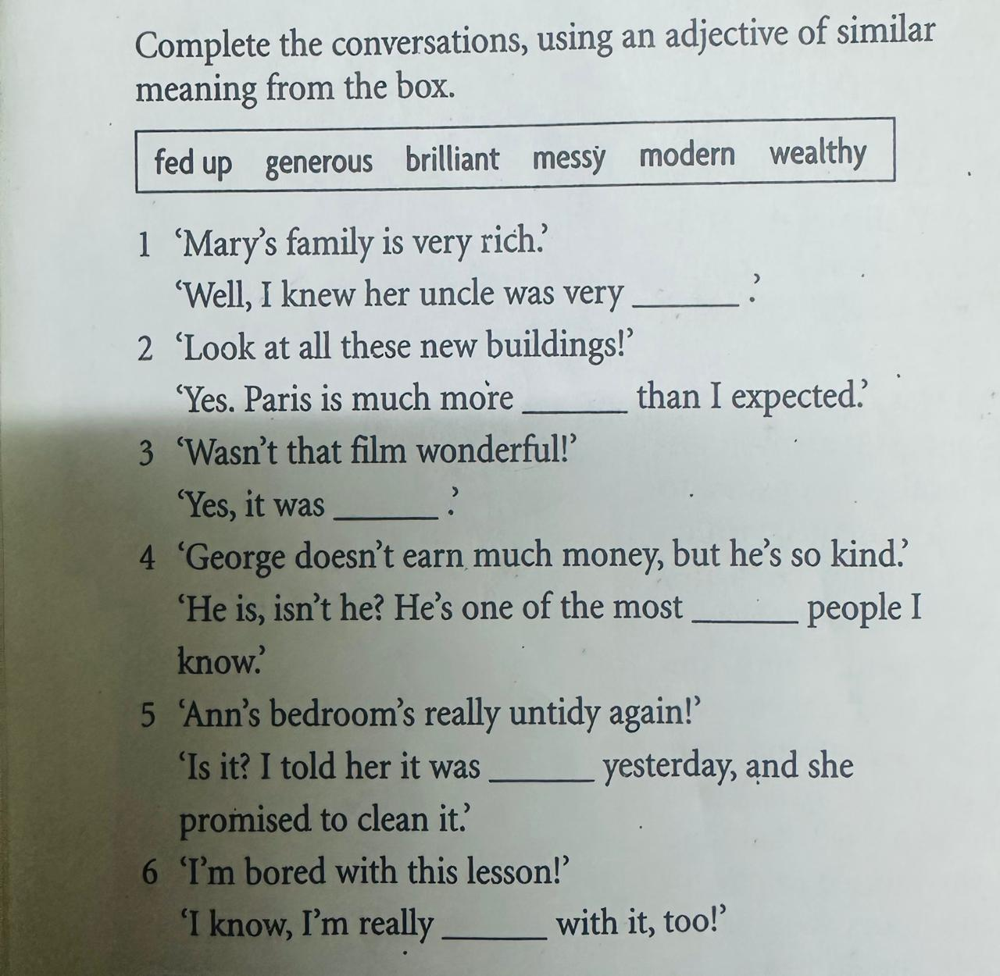 Complete the conversations, using an adjective of similar
meaning from the box.
fed up generous brilliant messy modern wealthy
1 ‘Mary’s family is very rich.’
‘Well, I knew her uncle was very ______ .’
2 ‘Look at all these new buildings!’
‘Yes. Paris is much more ______ than I expected.’
3 ‘Wasn’t that film wonderful!’
‘Yes, it was ______ .’
4 ‘George doesn’t earn much money, but he’s so kind.’
‘He is, isn’t he? He’s one of the most ______ people I
know.’
5 ‘Ann’s bedroom’s really untidy again!’
‘Is it? I told her it was ______ yesterday, and she
promised to clean it.’
6 ‘I’m bored with this lesson!’
‘I know, I’m really ______ with it, too!’